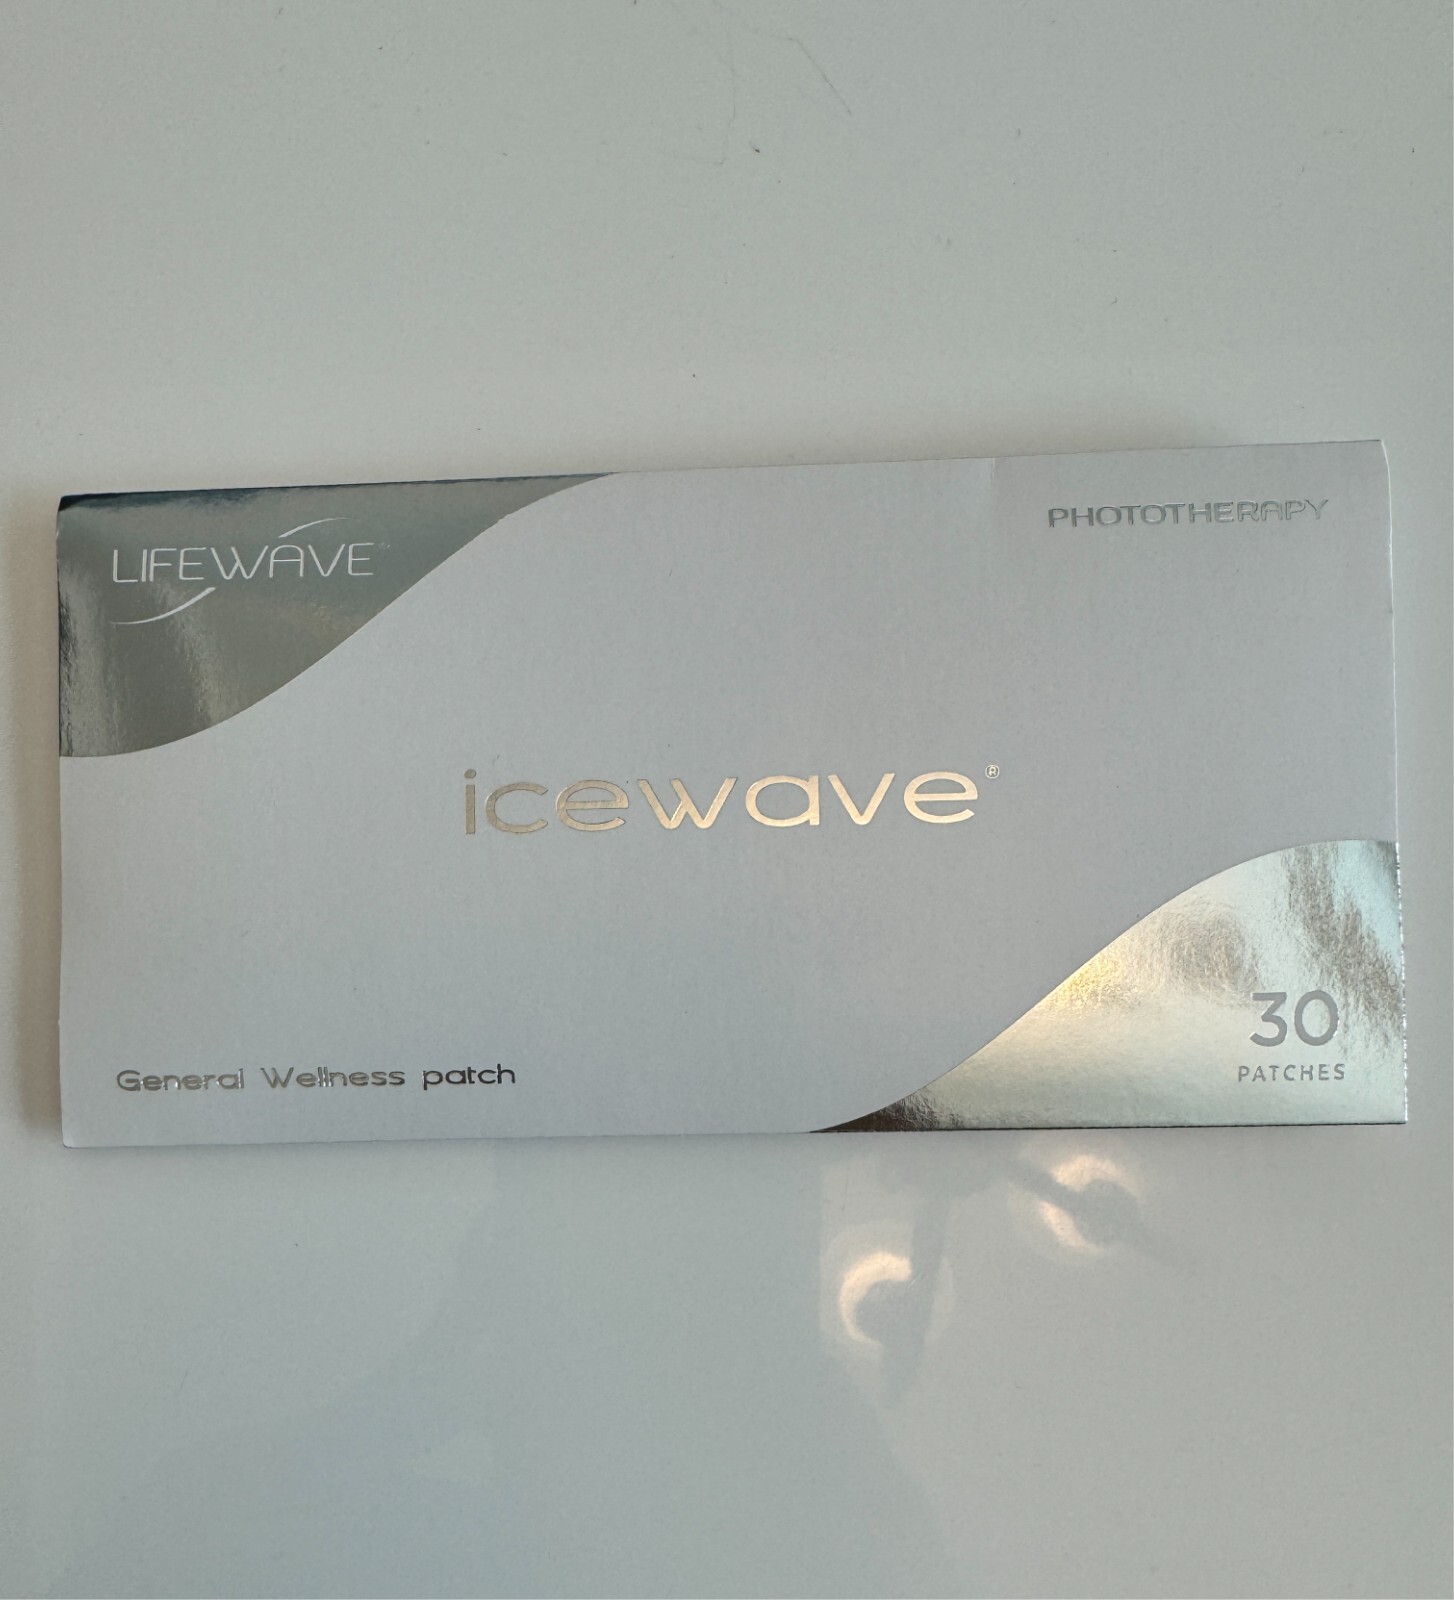 LIFEWAVE
PHOTOTHERAPY
icewave®
General Wellness patch
30
PATCHES